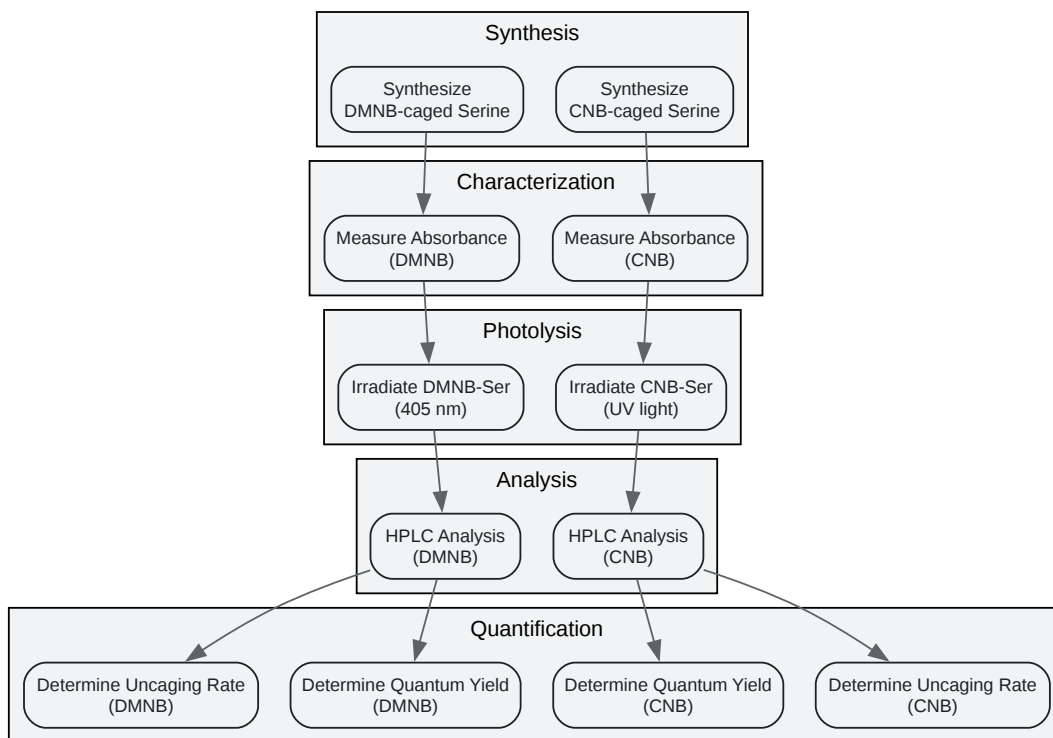 Synthesis
Synthesize
DMNB-caged Serine
Synthesize
CNB-caged Serine
Characterization
Measure Absorbance
(DMNB)
Measure Absorbance
(CNB)
Photolysis
Irradiate DMNB-Ser
(405 nm)
Irradiate CNB-Ser
(UV light)
Analysis
HPLC Analysis
(DMNB)
HPLC Analysis
(CNB)
Quantification
Determine Uncaging Rate
(DMNB)
Determine Quantum Yield
(DMNB)
Determine Quantum Yield
(CNB)
Determine Uncaging Rate
(CNB)